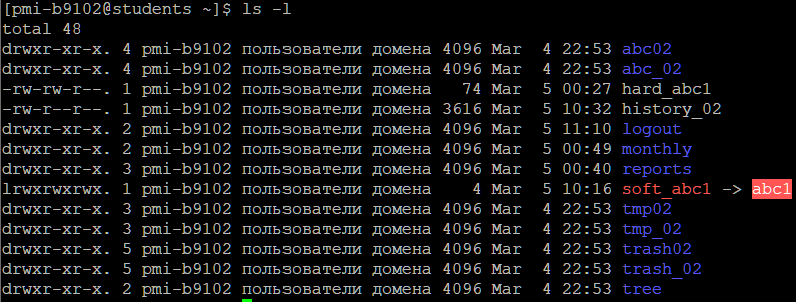 [pmi-b9102@students ~]$ ls -l
total 48
drwxr-xr-x. 4 pmi-b9102 пользователи домена 4096 Mar  4 22:53 abc02
drwxr-xr-x. 4 pmi-b9102 пользователи домена 4096 Mar  4 22:53 abc_02
-rw-rw-r--. 1 pmi-b9102 пользователи домена   74 Mar  5 00:27 hard_abc1
-rw-r--r--. 1 pmi-b9102 пользователи домена 3616 Mar  5 10:32 history_02
drwxr-xr-x. 2 pmi-b9102 пользователи домена 4096 Mar  5 11:10 logout
drwxr-xr-x. 2 pmi-b9102 пользователи домена 4096 Mar  5 00:49 monthly
drwxr-xr-x. 3 pmi-b9102 пользователи домена 4096 Mar  5 00:40 reports
lrwxrwxrwx. 1 pmi-b9102 пользователи домена    4 Mar  5 10:16 soft_abc1 -> abc1
drwxr-xr-x. 3 pmi-b9102 пользователи домена 4096 Mar  4 22:53 tmp02
drwxr-xr-x. 3 pmi-b9102 пользователи домена 4096 Mar  4 22:53 tmp_02
drwxr-xr-x. 5 pmi-b9102 пользователи домена 4096 Mar  4 22:53 trash02
drwxr-xr-x. 5 pmi-b9102 пользователи домена 4096 Mar  4 22:53 trash_02
drwxr-xr-x. 2 pmi-b9102 пользователи домена 4096 Mar  4 22:53 tree